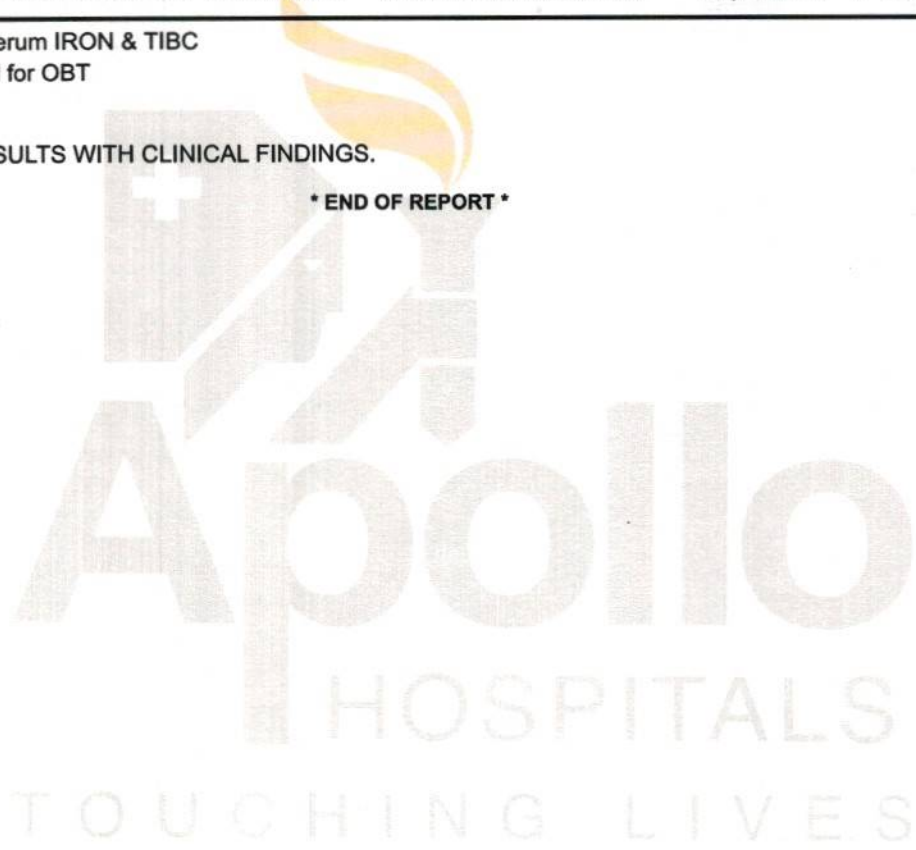 erum IRON & TIBC
for OBT
SULTS WITH CLINICAL FINDINGS.
* END OF REPORT *
Apollo
HOSPITALS
TOUCHING LIVES